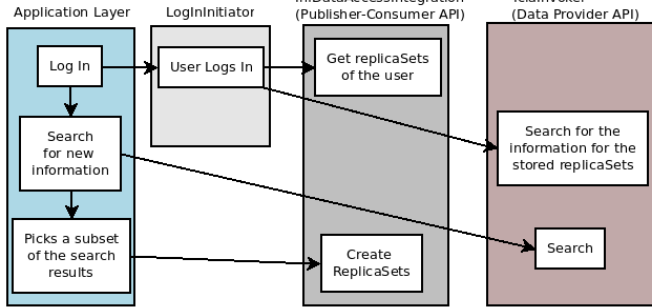 Application Layer
LogInInitiator
(Publisher-Consumer API)
(Data Provider API)
Log In
User Logs In
Get replicaSets
of the user
Search
for new
information
Search for the
information for the
stored replicaSets
Picks a subset
of the search
results
Create
ReplicaSets
Search